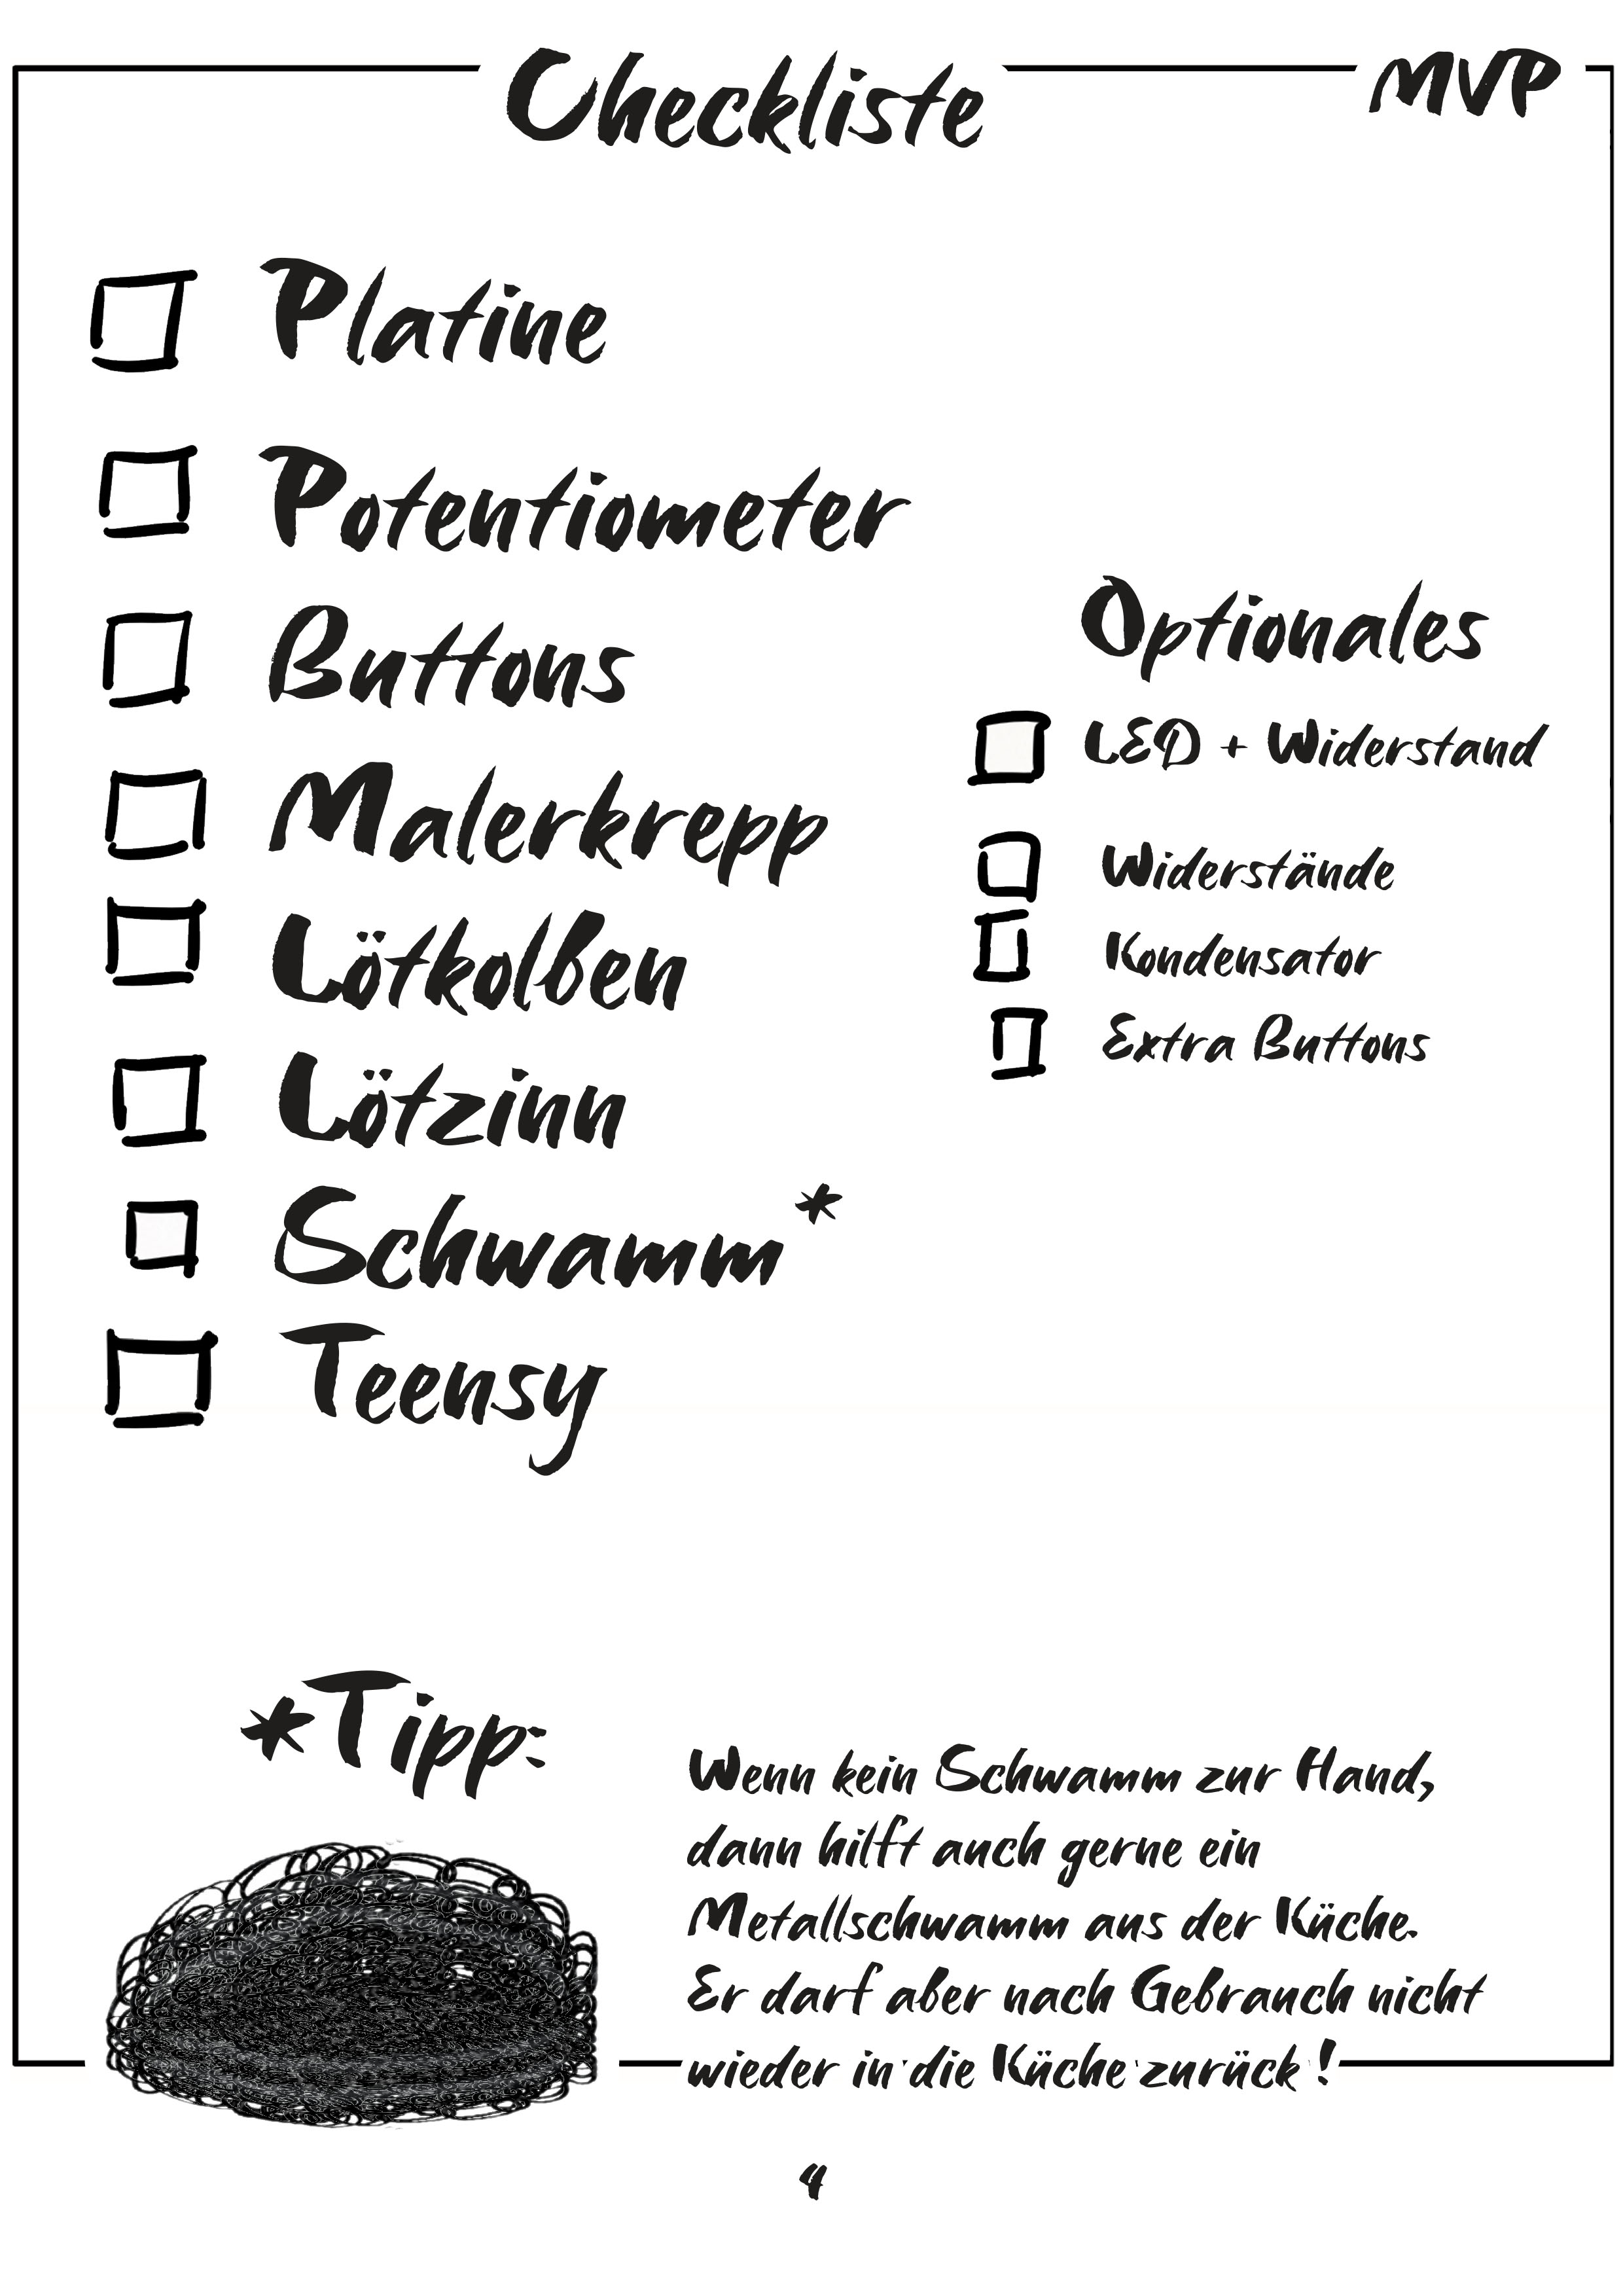 Checkliste
MVP
Platine
Potentiometer
Buttons
Malerkrepp
Lötkolben
Lötzinn
Schwamm*
Teensy
Optionales
LED + Widerstand
Widerstände
Kondensator
Extra Buttons
*Tipp:
Wenn kein Schwamm zur Hand,
dann hilft auch gerne ein
Metallschwamm aus der Küche.
Er darf aber nach Gebrauch nicht
wieder in die Küche zurück !
4